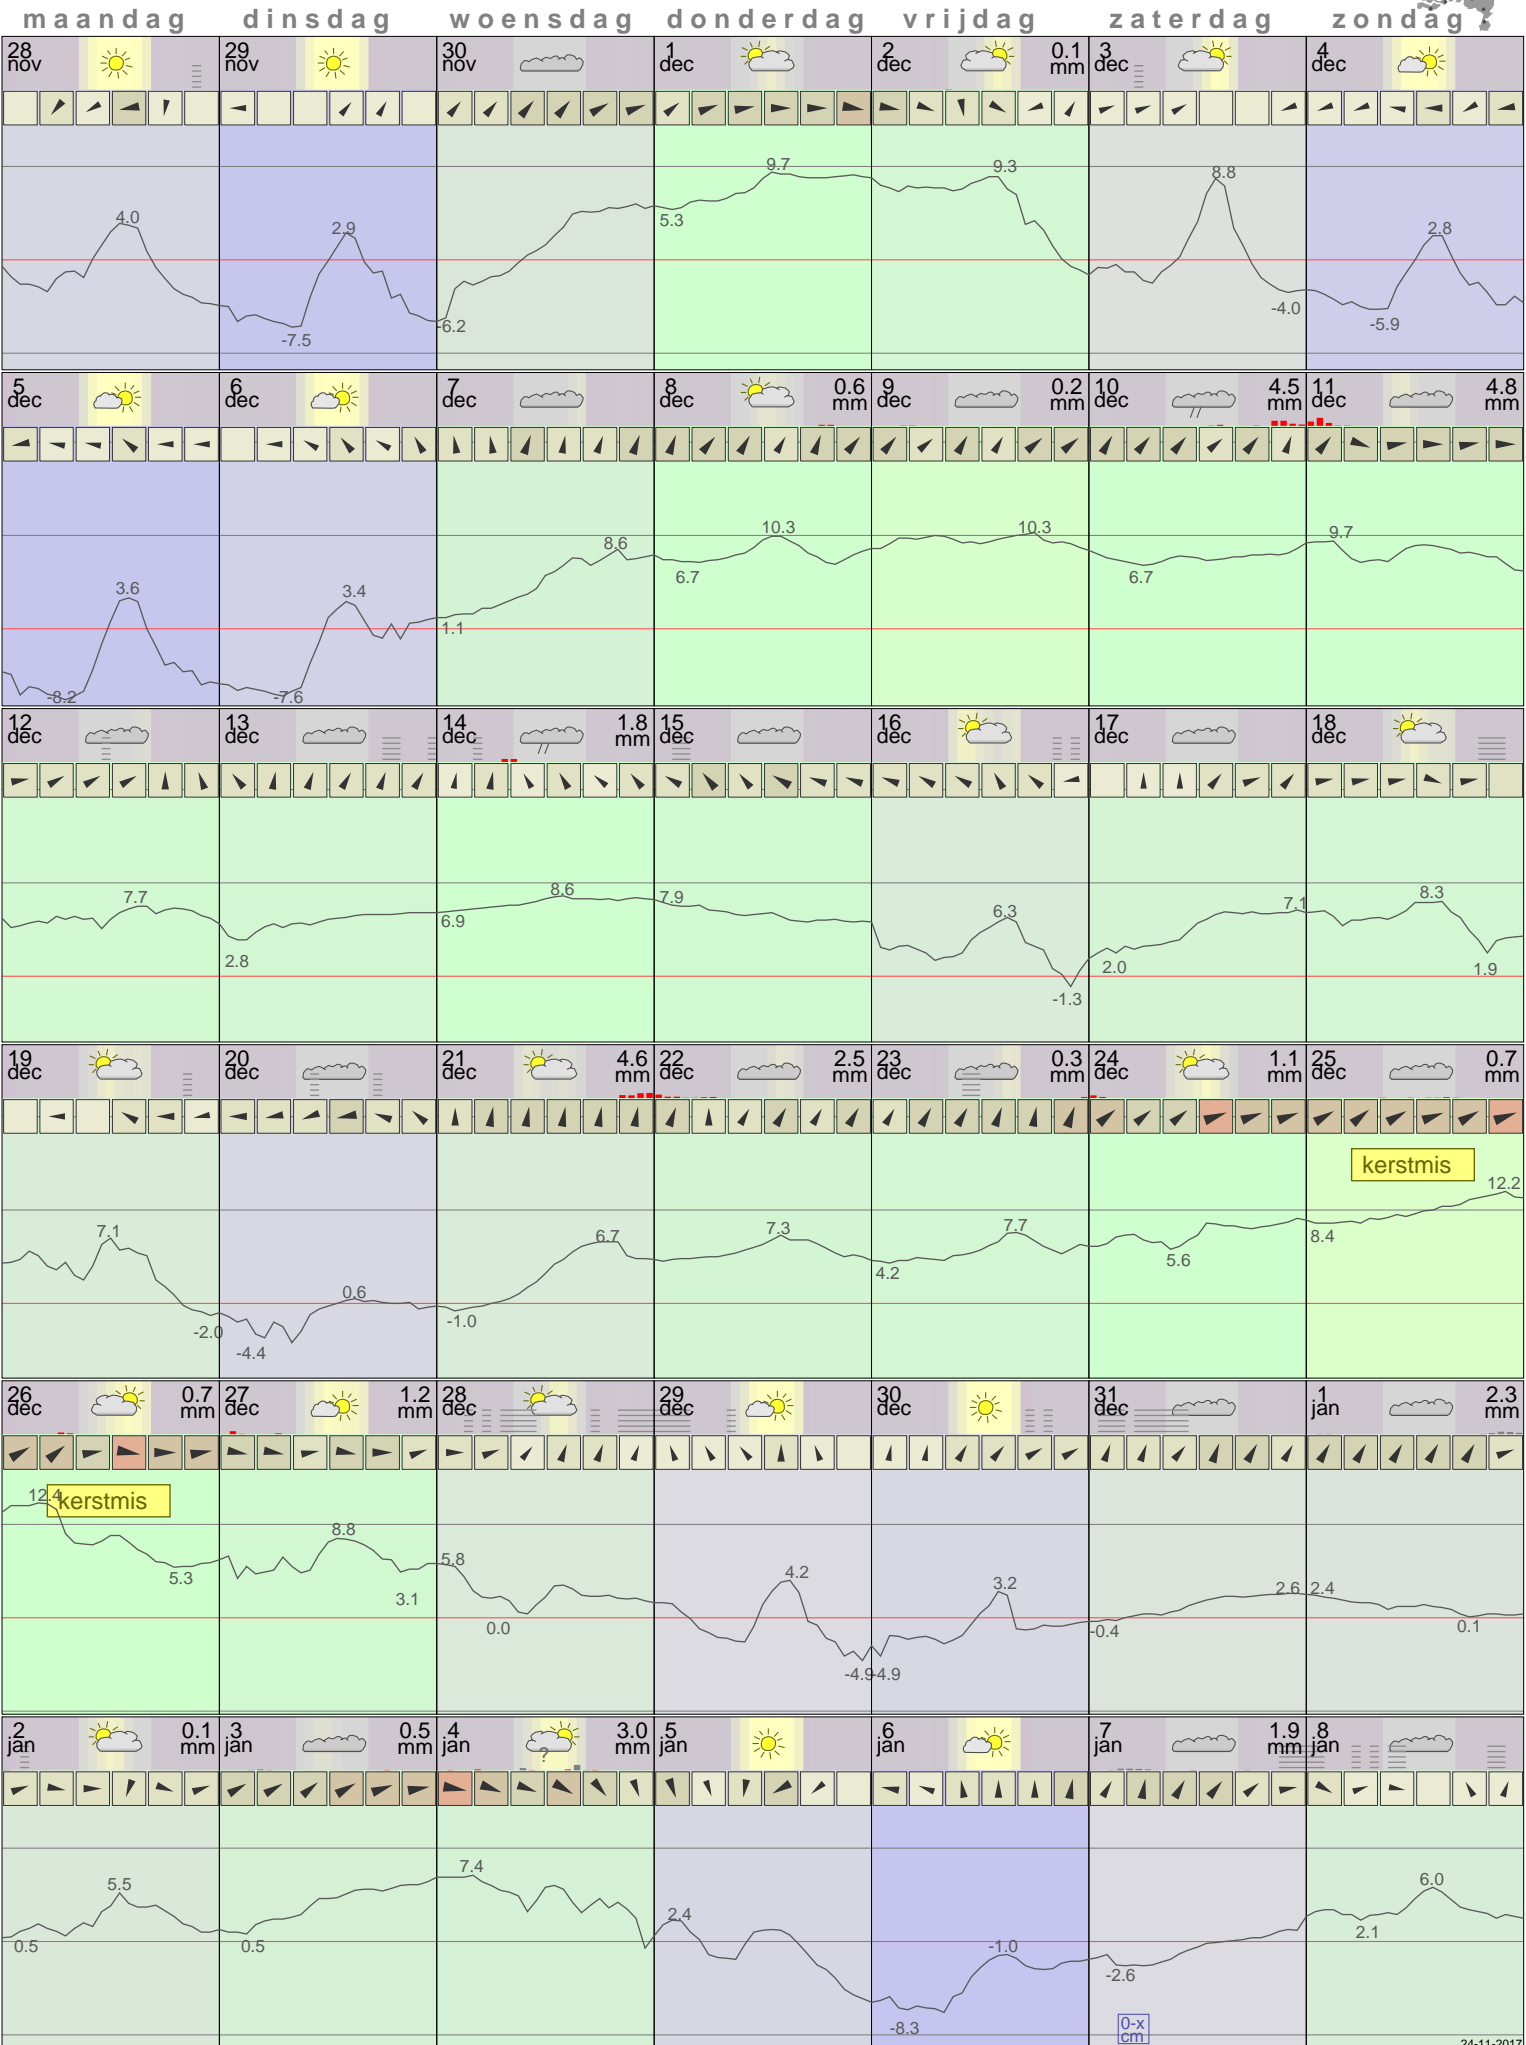 maandag dinsdag woensdag donderdag vrijdag zaterdag zondag
28 nov
29 nov
30 nov
1 dec
2 dec 0.1 mm
3 dec
4 dec
4.0
2.9
-7.5
-6.2
9.7
5.3
9.3
8.8
-4.0
2.8
-5.9
5 dec
6 dec
7 dec
8 dec 0.6 mm
9 dec 0.2 mm
10 dec 4.5 mm
11 dec 4.8 mm
3.6
-8.2
3.4
-7.6
8.6
1.1
10.3
6.7
10.3
6.7
9.7
12 dec
13 dec
14 dec 1.8 mm
15 dec
16 dec
17 dec
18 dec
7.7
2.8
8.6
6.9
7.9
6.3
-1.3
7.1
2.0
8.3
1.9
19 dec
20 dec
21 dec 4.6 mm
22 dec 2.5 mm
23 dec 0.3 mm
24 dec 1.1 mm
25 dec 0.7 mm
kerstmis
7.1
-2.0
0.6
-4.4
6.7
-1.0
7.3
7.7
4.2
5.6
12.2
8.4
26 dec 0.7 mm
27 dec 1.2 mm
28 dec
29 dec
30 dec
31 dec
1 jan 2.3 mm
12.4
kerstmis
5.3
8.8
3.1
5.8
0.0
4.2
-4.9
3.2
-4.9
2.6
-0.4
2.4
0.1
2 jan 0.1 mm
3 jan 0.5 mm
4 jan 3.0 mm
?
5 jan
6 jan
7 jan 1.9 mm
8 jan
5.5
0.5
0.5
7.4
2.4
-1.0
-8.3
-2.6
6.0
2.1
0-x
cm
24-11-2017